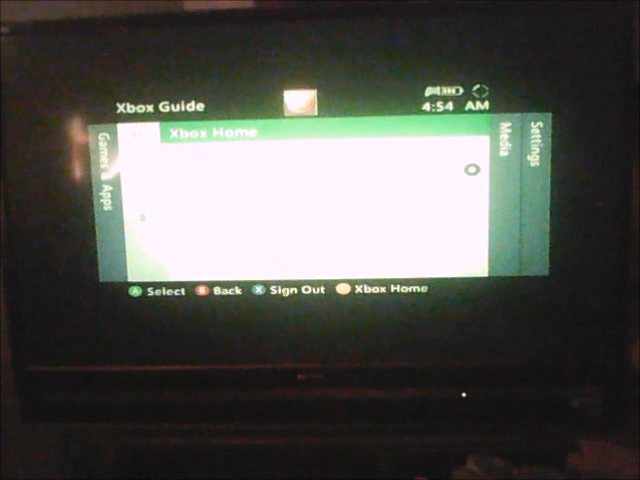 Xbox Guide
4:54 AM
Xbox Home
Games & Apps
Media
Settings
A Select B Back X Sign Out Xbox Home